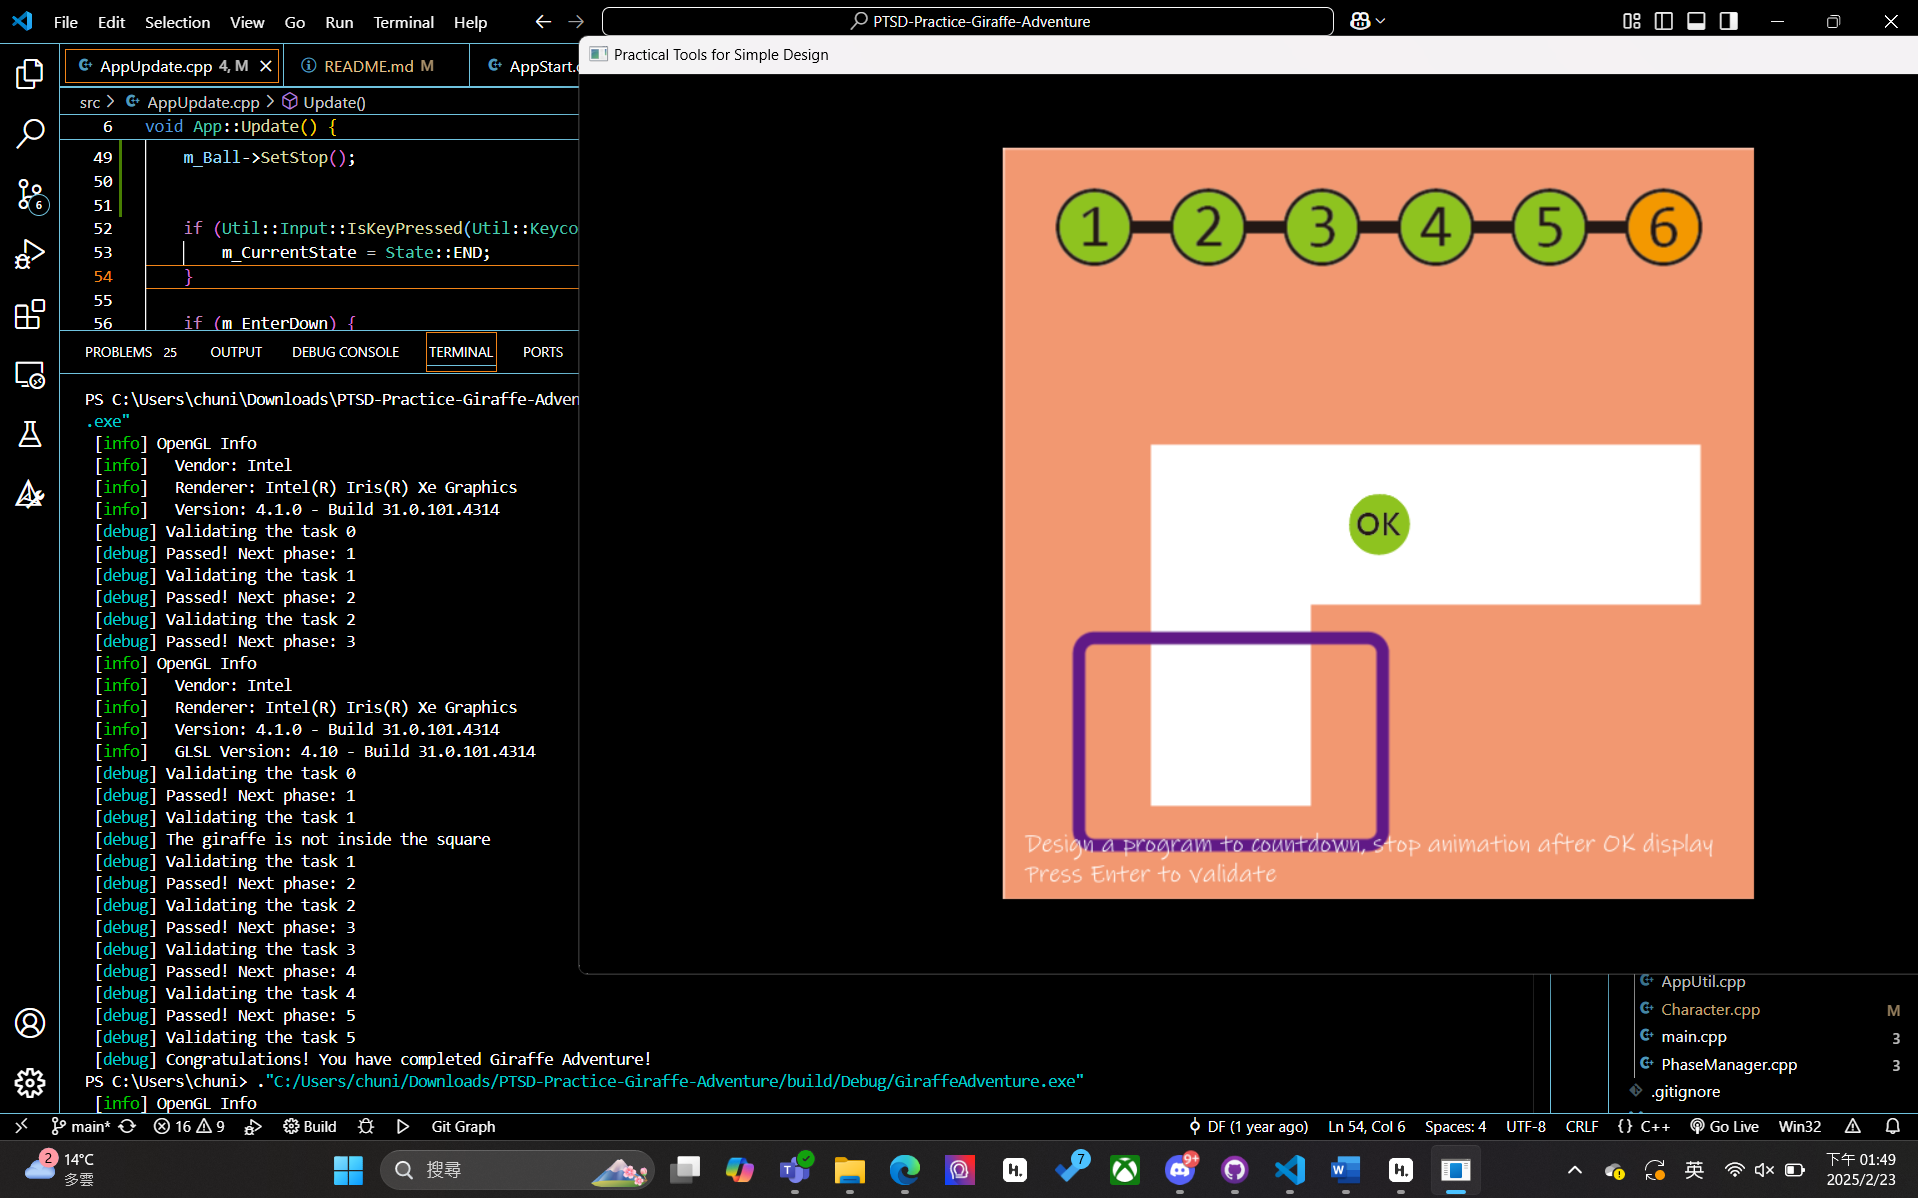 File Edit Selection View Go Run Terminal Help
PTSD-Practice-Giraffe-Adventure
AppUpdate.cpp 4, M
README.md M
AppStart.c
Practical Tools for Simple Design
src > AppUpdate.cpp > Update()
6 void App::Update() {
49 m_Ball->SetStop();
50
51
52 if (Util::Input::IsKeyPressed(Util::Keyco
53 m_CurrentState = State::END;
54 }
55
56 if (m_EnterDown) {
6
PROBLEMS 25 OUTPUT DEBUG CONSOLE TERMINAL PORTS
PS C:\Users\chuni\Downloads\PTSD-Practice-Giraffe-Adven
.exe"
[info] OpenGL Info
[info] Vendor: Intel
[info] Renderer: Intel(R) Iris(R) Xe Graphics
[info] Version: 4.1.0 - Build 31.0.101.4314
[debug] Validating the task 0
[debug] Passed! Next phase: 1
[debug] Validating the task 1
[debug] Passed! Next phase: 2
[debug] Validating the task 2
[debug] Passed! Next phase: 3
[info] OpenGL Info
[info] Vendor: Intel
[info] Renderer: Intel(R) Iris(R) Xe Graphics
[info] Version: 4.1.0 - Build 31.0.101.4314
[info] GLSL Version: 4.10 - Build 31.0.101.4314
[debug] Validating the task 0
[debug] Passed! Next phase: 1
[debug] Validating the task 1
[debug] The giraffe is not inside the square
[debug] Validating the task 1
[debug] Passed! Next phase: 2
[debug] Validating the task 2
[debug] Passed! Next phase: 3
[debug] Validating the task 3
[debug] Passed! Next phase: 4
[debug] Validating the task 4
[debug] Passed! Next phase: 5
[debug] Validating the task 5
[debug] Congratulations! You have completed Giraffe Adventure!
PS C:\Users\chuni> ."C:/Users/chuni/Downloads/PTSD-Practice-Giraffe-Adventure/build/Debug/GiraffeAdventure.exe"
[info] OpenGL Info
1 2 3 4 5 6
OK
Design a program to countdown, stop animation after OK display
Press Enter to Validate
AppUtil.cpp
Character.cpp M
main.cpp 3
PhaseManager.cpp 3
.gitignore
main* 16 9 Build Git Graph DF (1 year ago) Ln 54, Col 6 Spaces: 4 UTF-8 CRLF {} C++ Go Live Win32
2
14°C
多雲
搜尋
H.
7
9+
H.
英
下午 01:49
2025/2/23